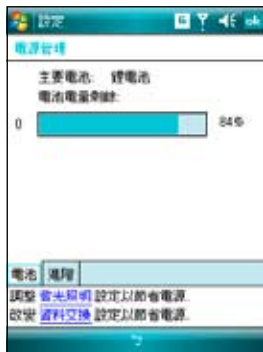 設定 ok
電源管理
主要電池: 鋰電池
電池電量剩餘:
0 84%
電池 進階
調整 背光照明 設定以節省電源.
改變 資料交換 設定以節省電源.